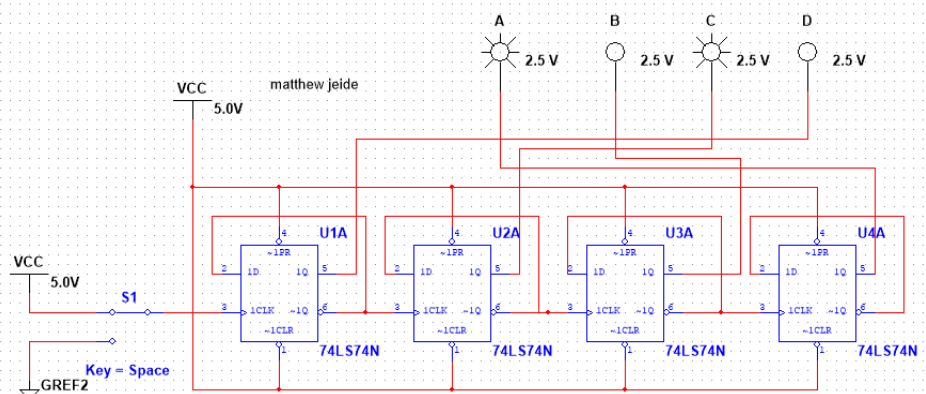 A B C D
2.5 V 2.5 V 2.5 V 2.5 V
VCC
5.0V
matthew jeide
U1A U2A U3A U4A
4 4 4 4
~1PR ~1PR ~1PR ~1PR
2 1D 1Q 5 2 1D 1Q 5 2 1D 1Q 5 2 1D 1Q 5
VCC
5.0V
S1
3 1CLK ~1Q 6 3 1CLK ~1Q 6 3 1CLK ~1Q 6 3 1CLK ~1Q 6
~1CLR ~1CLR ~1CLR ~1CLR
1 1 1 1
74LS74N 74LS74N 74LS74N 74LS74N
Key = Space
GREF2